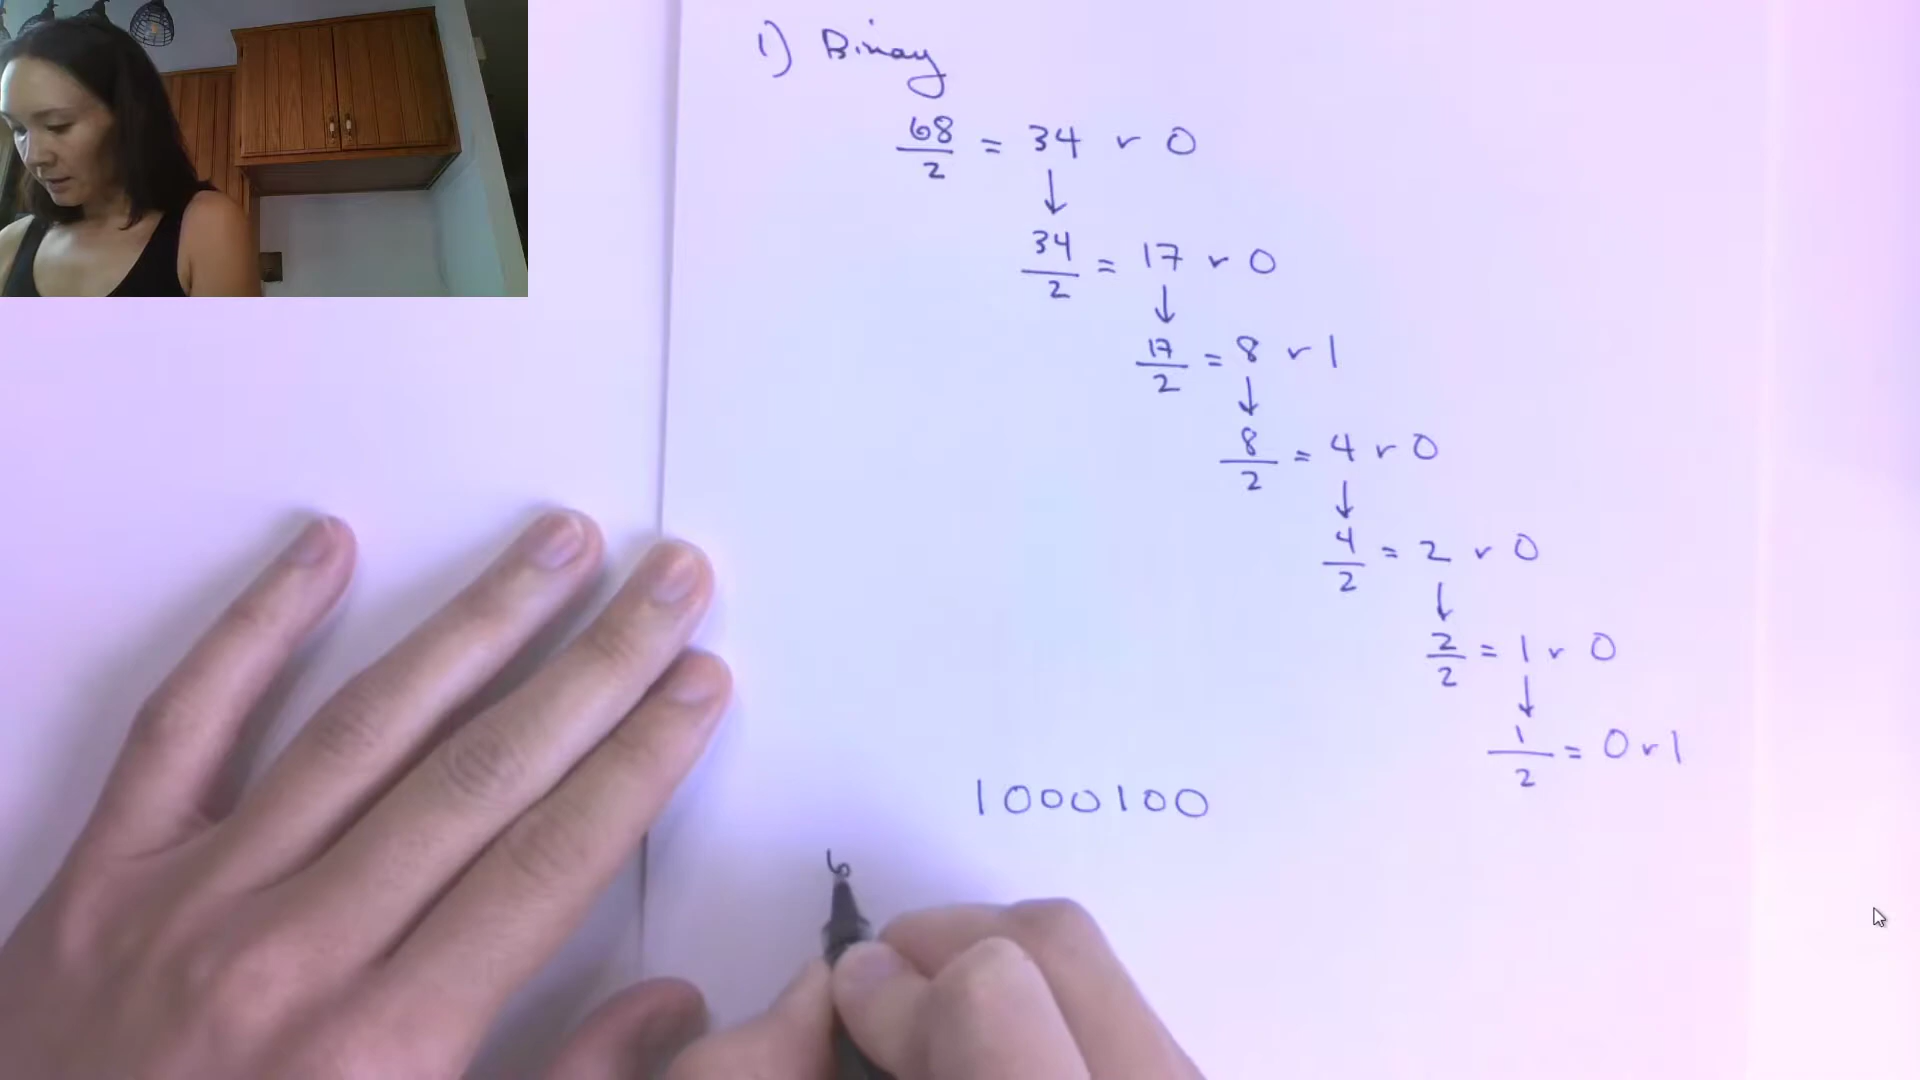 1) Binary
68/2 = 34 r 0
↓
34/2 = 17 r 0
↓
17/2 = 8 r 1
↓
8/2 = 4 r 0
↓
4/2 = 2 r 0
↓
2/2 = 1 r 0
↓
1/2 = 0 r 1
1000100
6